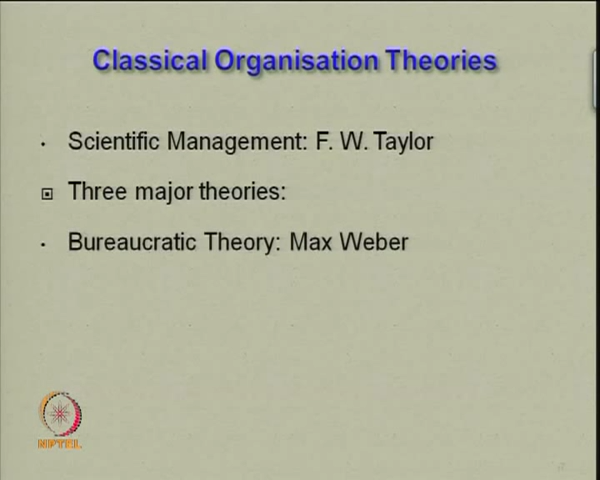 Classical Organisation Theories
· Scientific Management: F. W. Taylor
Three major theories:
· Bureaucratic Theory: Max Weber
NPTEL